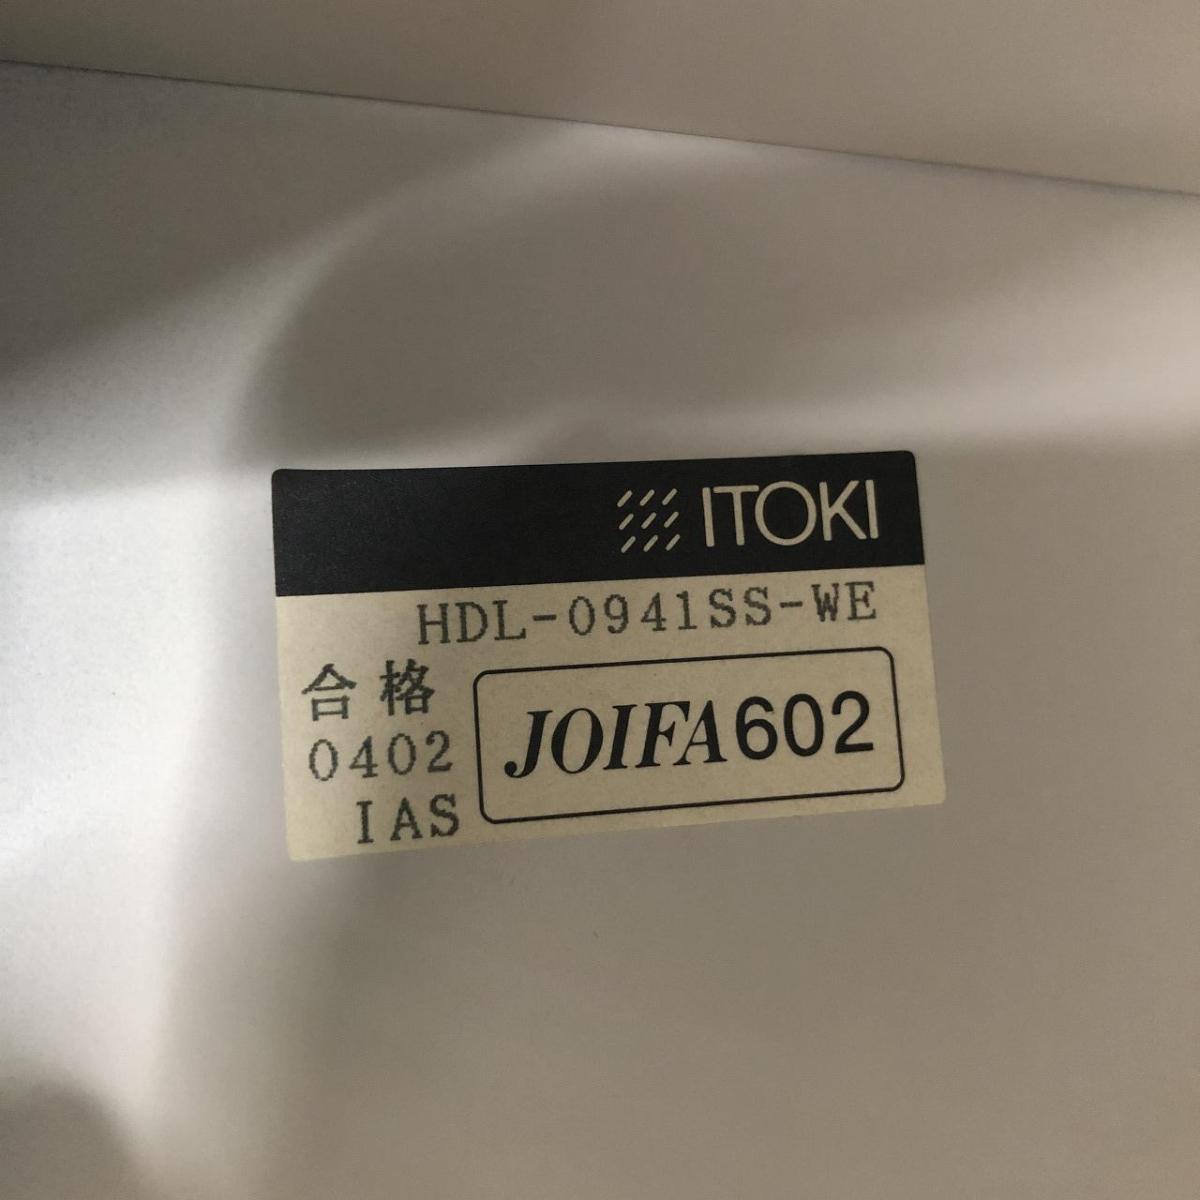 ITOKI
HDL-0941SS-WE
合格
0402
IAS
JOIFA602